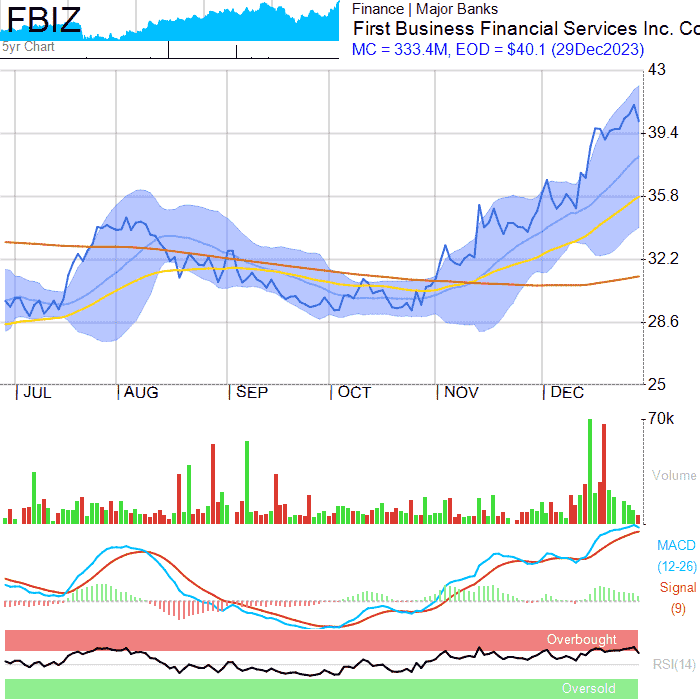 FBIZ
5yr Chart
Finance | Major Banks
First Business Financial Services Inc. Co
MC = 333.4M, EOD = $40.1 (29Dec2023)
43
39.4
35.8
32.2
28.6
25
| JUL | AUG | SEP | OCT | NOV | DEC
70k
Volume
MACD
(12-26)
Signal
(9)
Overbought
RSI(14)
Oversold